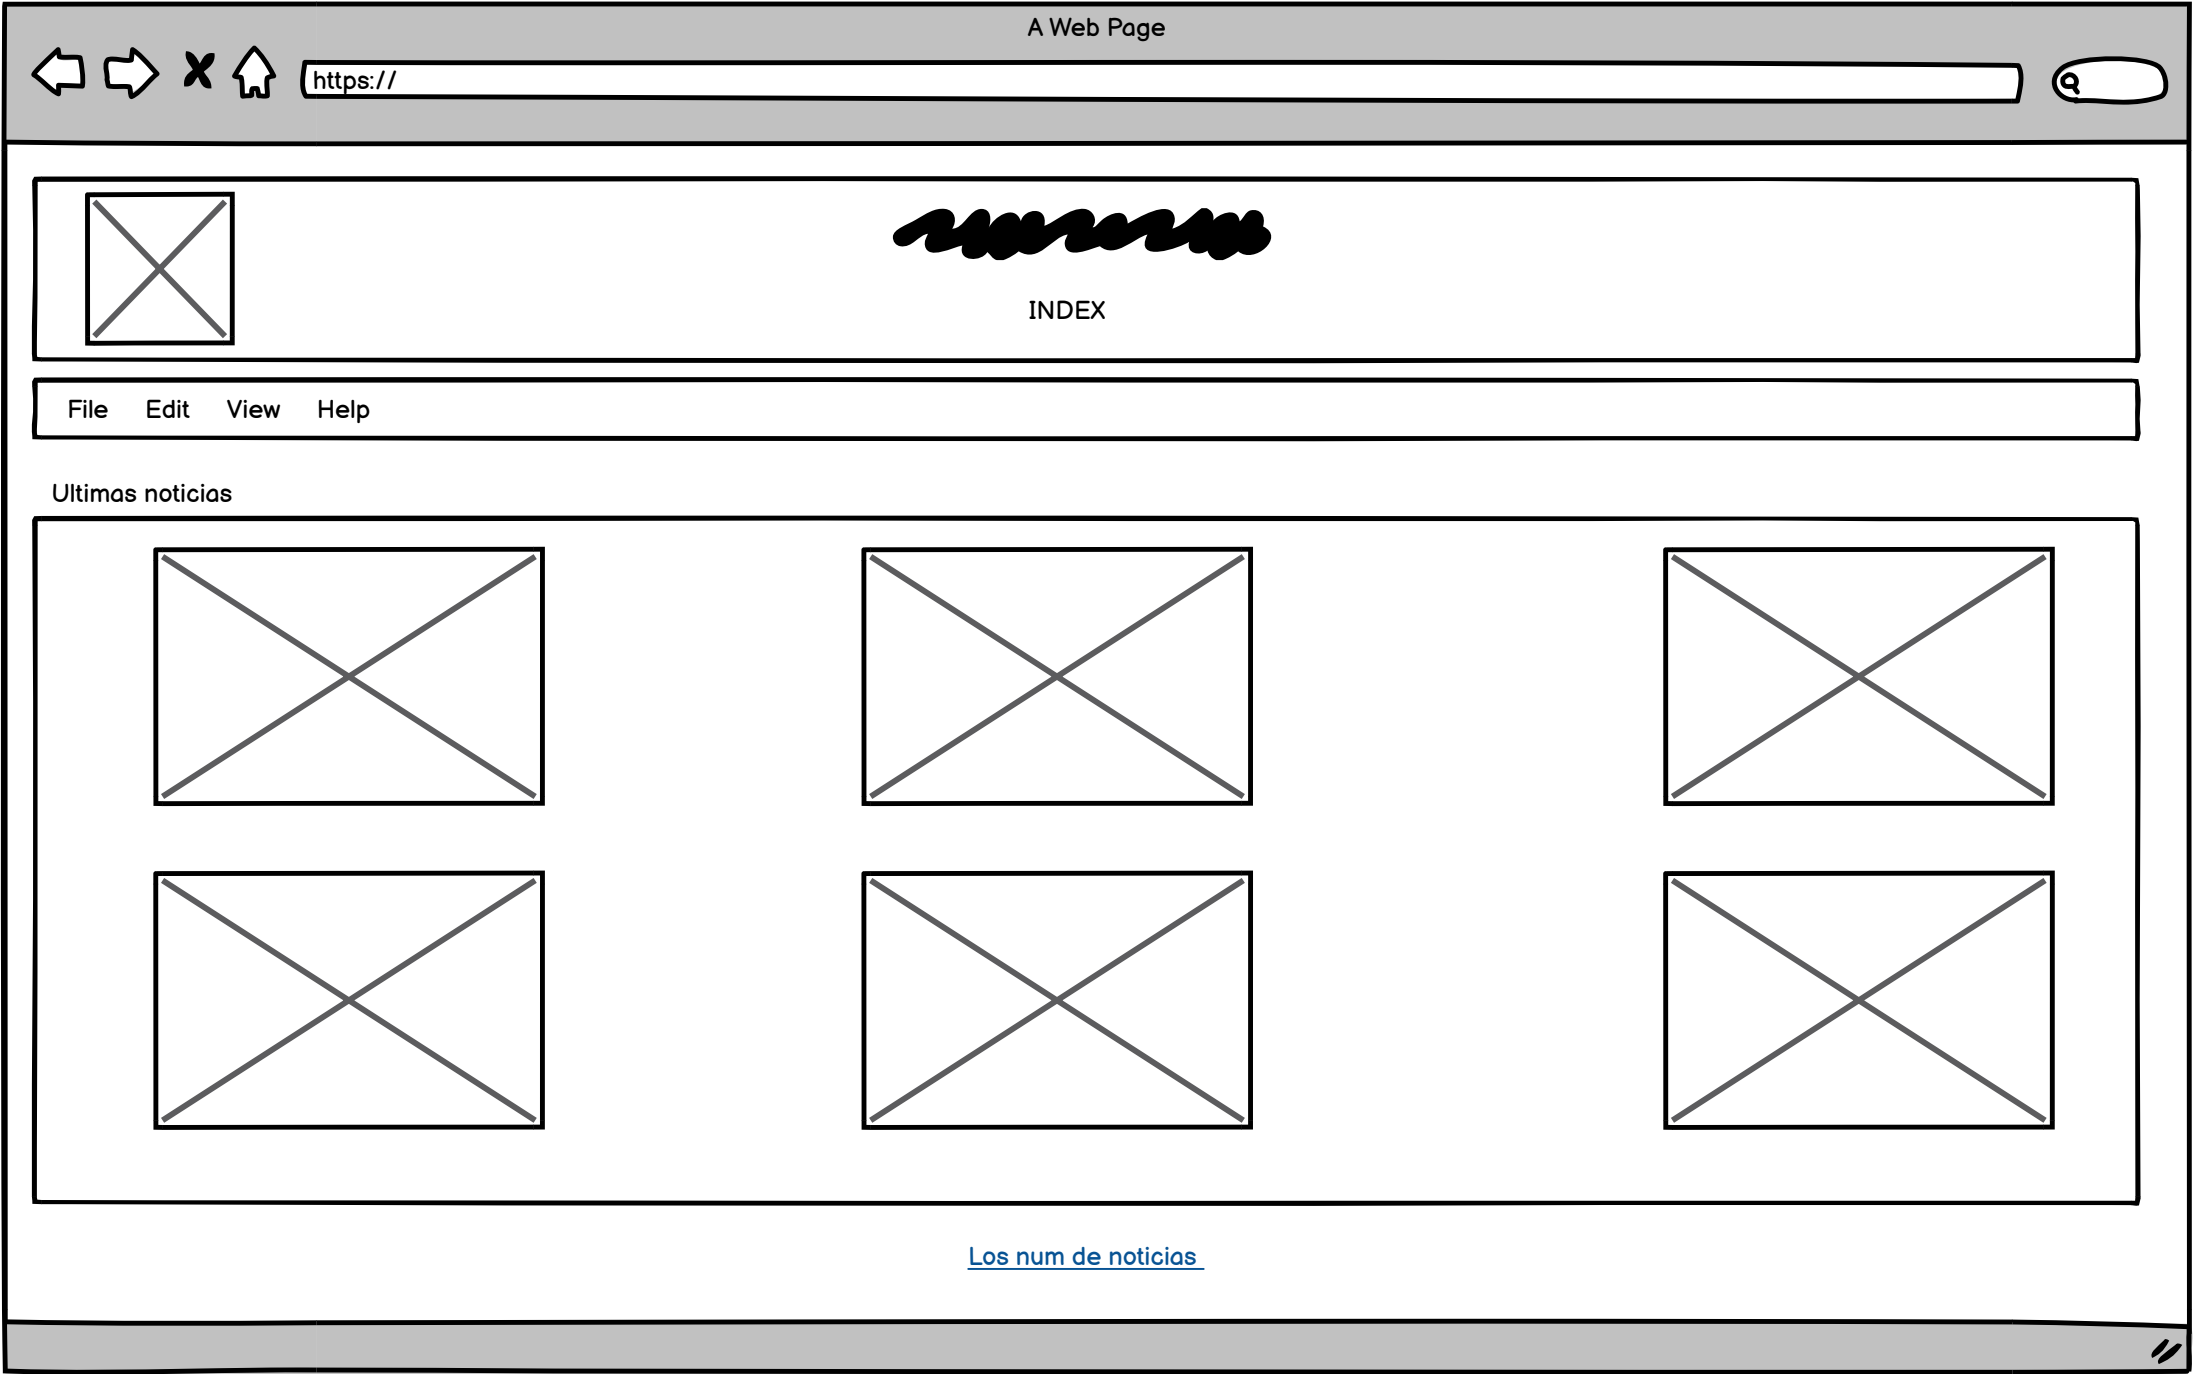 A Web Page
https://
INDEX
File Edit View Help
Ultimas noticias
Los num de noticias